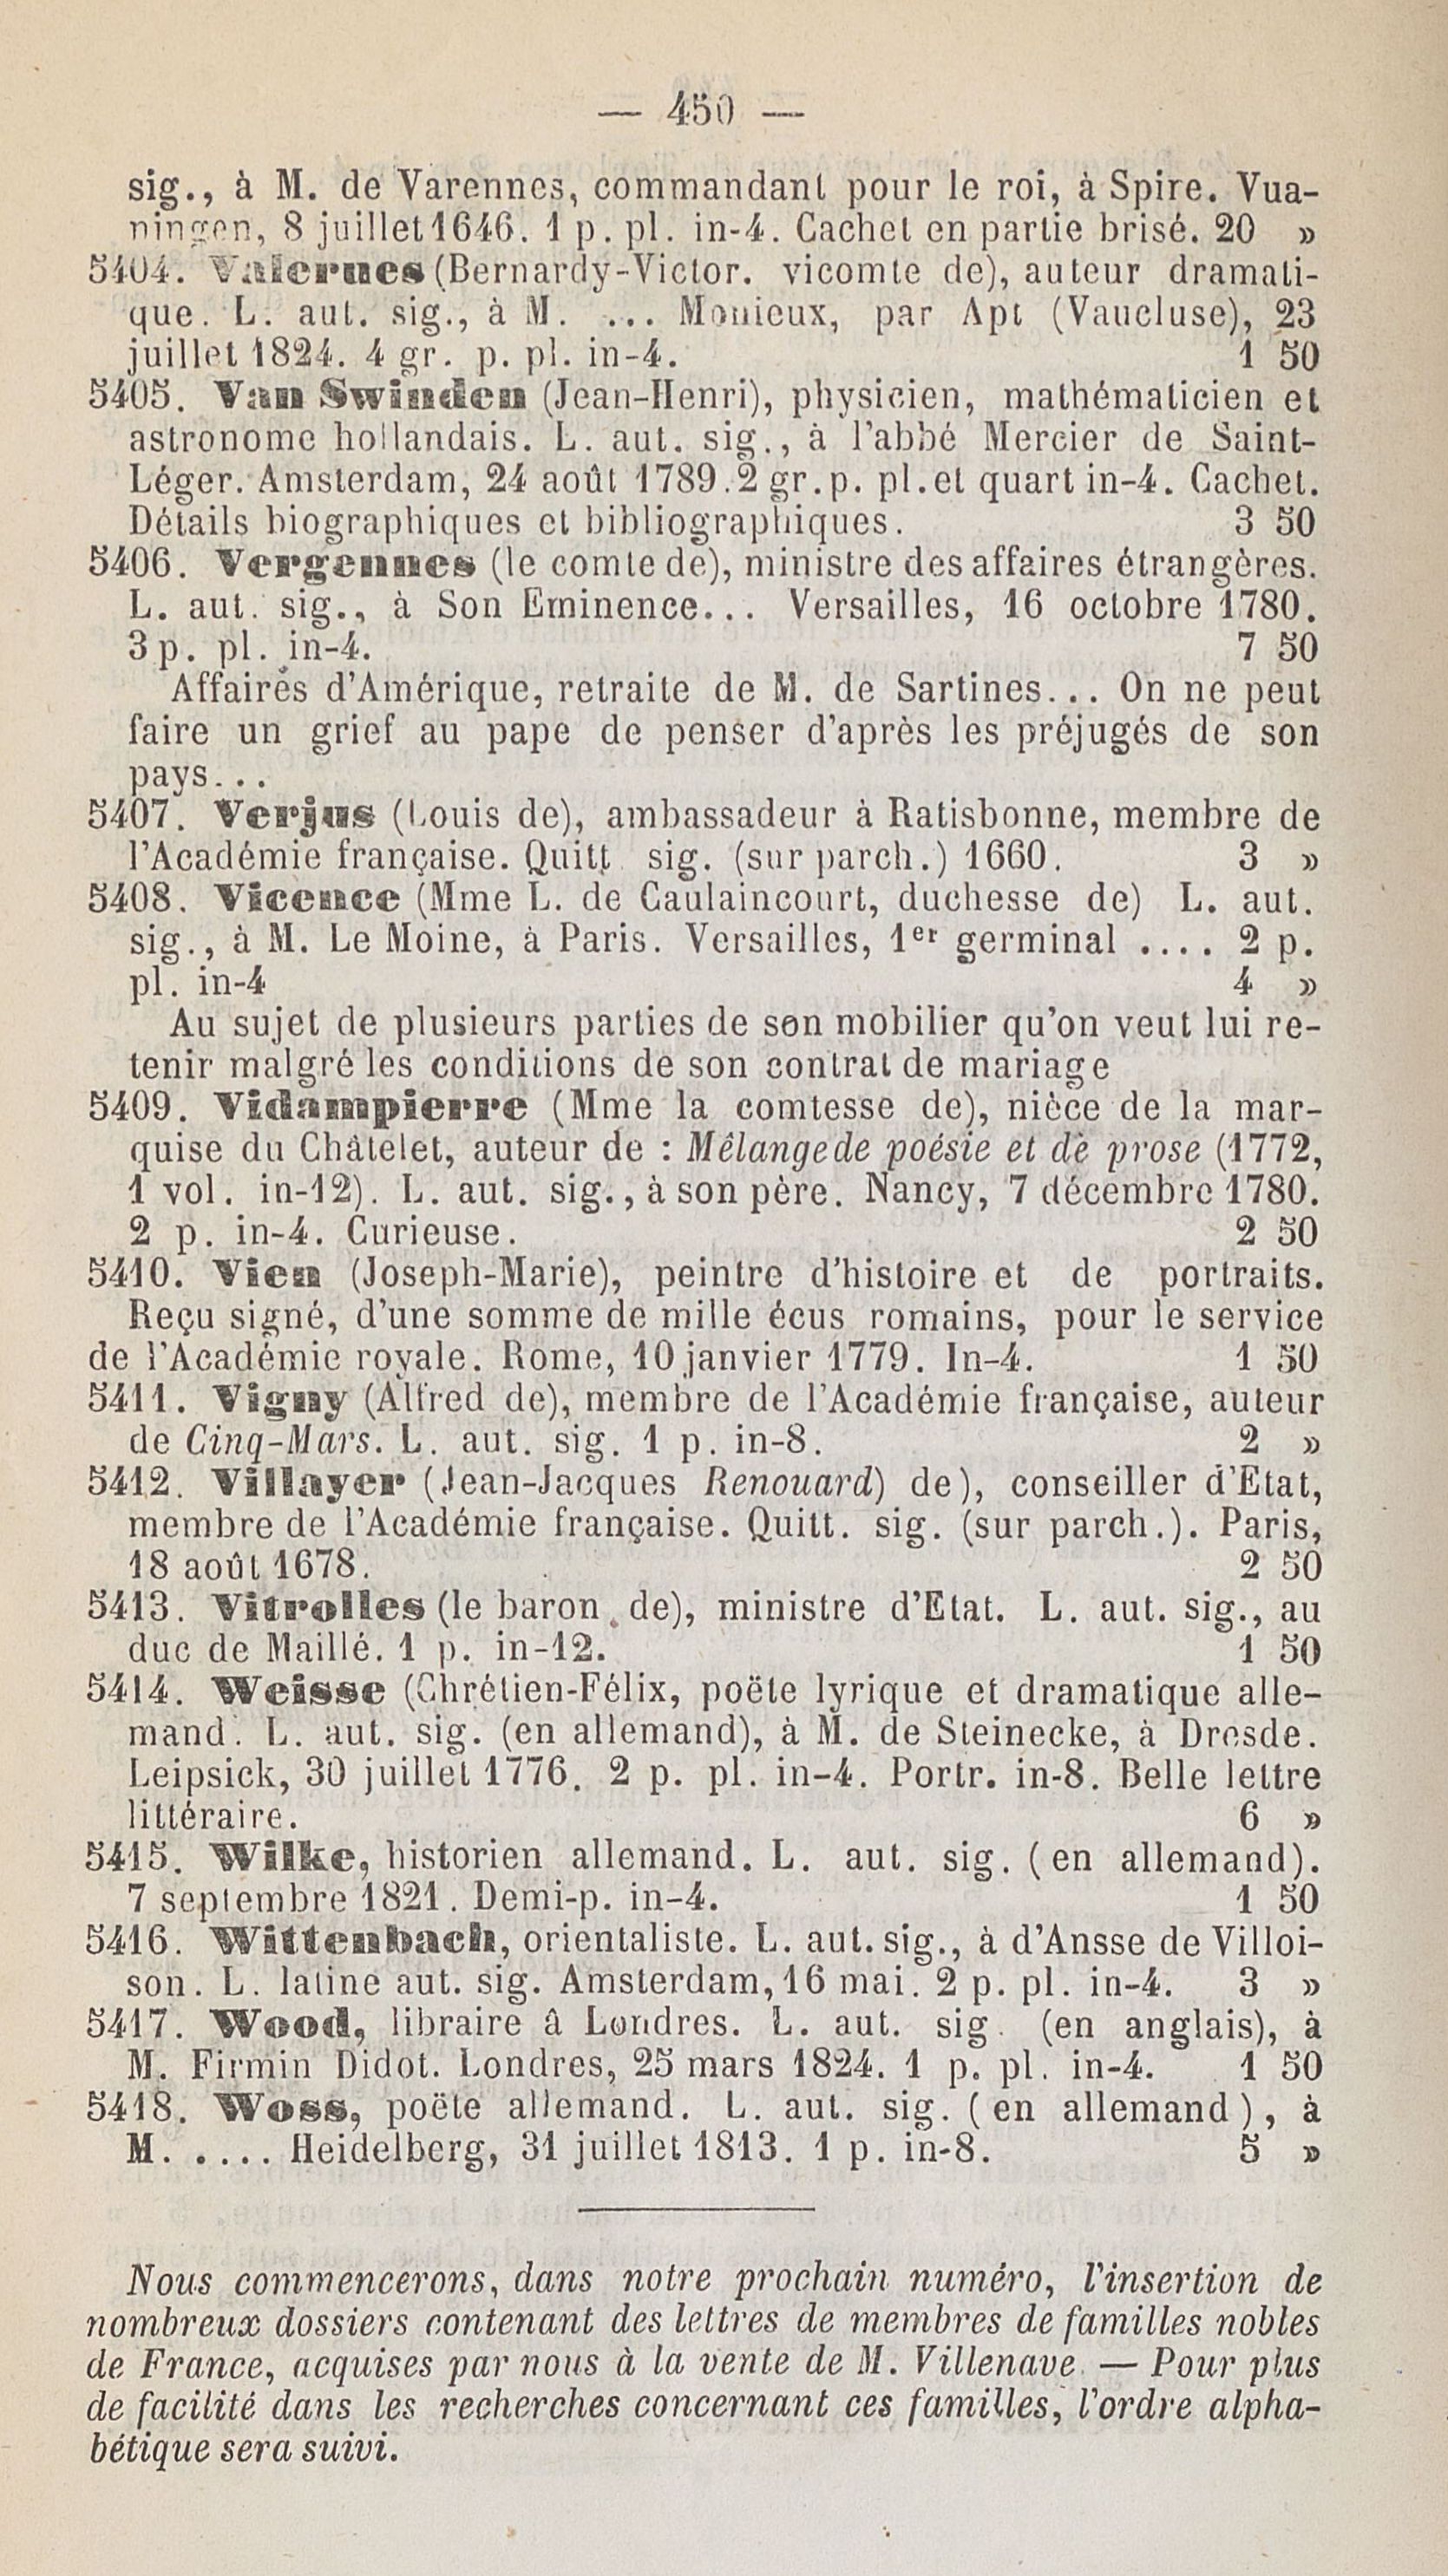 — 450 —
sig., à M. de Varennes, commandant pour le roi, à Spire. Vua-
ningen, 8 juillet 1646. 1 p. pl. in-4. Cachet en partie brisé. 20 »
5404. Valernes (Bernardy-Victor. vicomte de), auteur dramati-
que. L. aut. sig., à M. ... Monieux, par Apt (Vaucluse), 23
juillet 1824. 4 gr. p. pl. in-4. 1 50
5405. Van Swinden (Jean-Henri), physicien, mathématicien et
astronome hollandais. L. aut. sig., à l'abbé Mercier de Saint-
Léger. Amsterdam, 24 août 1789. 2 gr. p. pl. et quart in-4. Cachet.
Détails biographiques et bibliographiques. 3 50
5406. Vergennes (le comte de), ministre des affaires étrangères.
L. aut. sig., à Son Eminence... Versailles, 16 octobre 1780.
3 p. pl. in-4. 7 50
Affaires d'Amérique, retraite de M. de Sartines... On ne peut
faire un grief au pape de penser d'après les préjugés de son
pays...
5407. Verjus (Louis de), ambassadeur à Ratisbonne, membre de
l'Académie française. Quitt sig. (sur parch.) 1660. 3 »
5408. Vicence (Mme L. de Caulaincourt, duchesse de) L. aut.
sig., à M. Le Moine, à Paris. Versailles, 1er germinal .... 2 p.
pl. in-4 4 »
Au sujet de plusieurs parties de son mobilier qu'on veut lui re-
tenir malgré les conditions de son contrat de mariage
5409. Vidampierre (Mme la comtesse de), nièce de la mar-
quise du Châtelet, auteur de : Mélange de poésie et de prose (1772,
1 vol. in-12). L. aut. sig., à son père. Nancy, 7 décembre 1780.
2 p. in-4. Curieuse. 2 50
5410. Vien (Joseph-Marie), peintre d'histoire et de portraits.
Reçu signé, d'une somme de mille écus romains, pour le service
de l'Académie royale. Rome, 10 janvier 1779. In-4. 1 50
5411. Vigny (Alfred de), membre de l'Académie française, auteur
de Cinq-Mars. L. aut. sig. 1 p. in-8. 2 »
5412. Villayer (Jean-Jacques Renouard) de), conseiller d'Etat,
membre de l'Académie française. Quitt. sig. (sur parch.). Paris,
18 août 1678. 2 50
5413. Vitrolles (le baron de), ministre d'Etat. L. aut. sig., au
duc de Maillé. 1 p. in-12. 1 50
5414. Weisse (Chrétien-Félix, poëte lyrique et dramatique alle-
mand. L. aut. sig. (en allemand), à M. de Steinecke, à Dresde.
Leipsick, 30 juillet 1776. 2 p. pl. in-4. Portr. in-8. Belle lettre
littéraire. 6 »
5415. Wilke, historien allemand. L. aut. sig. (en allemand).
7 septembre 1821. Demi-p. in-4. 1 50
5416. Wittenbach, orientaliste. L. aut. sig., à d'Ansse de Villoi-
son. L. latine aut. sig. Amsterdam, 16 mai. 2 p. pl. in-4. 3 »
5417. Wood, libraire â Londres. L. aut. sig. (en anglais), à
M. Firmin Didot. Londres, 25 mars 1824. 1 p. pl. in-4. 1 50
5418. Woss, poëte allemand. L. aut. sig. (en allemand), à
M. .... Heidelberg, 31 juillet 1813. 1 p. in-8. 5 »
Nous commencerons, dans notre prochain numéro, l'insertion de
nombreux dossiers contenant des lettres de membres de familles nobles
de France, acquises par nous à la vente de M. Villenave. — Pour plus
de facilité dans les recherches concernant ces familles, l'ordre alpha-
bétique sera suivi.